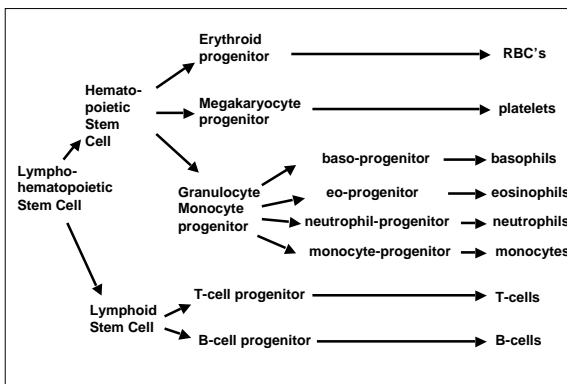 Erythroid
progenitor
RBC's
Hemato-
poietic
Stem
Cell
Megakaryocyte
progenitor
platelets
Lympho-
hematopoietic
Stem Cell
Granulocyte
Monocyte
progenitor
baso-progenitor
basophils
eo-progenitor
eosinophils
neutrophil-progenitor
neutrophils
monocyte-progenitor
monocytes
Lymphoid
Stem Cell
T-cell progenitor
T-cells
B-cell progenitor
B-cells